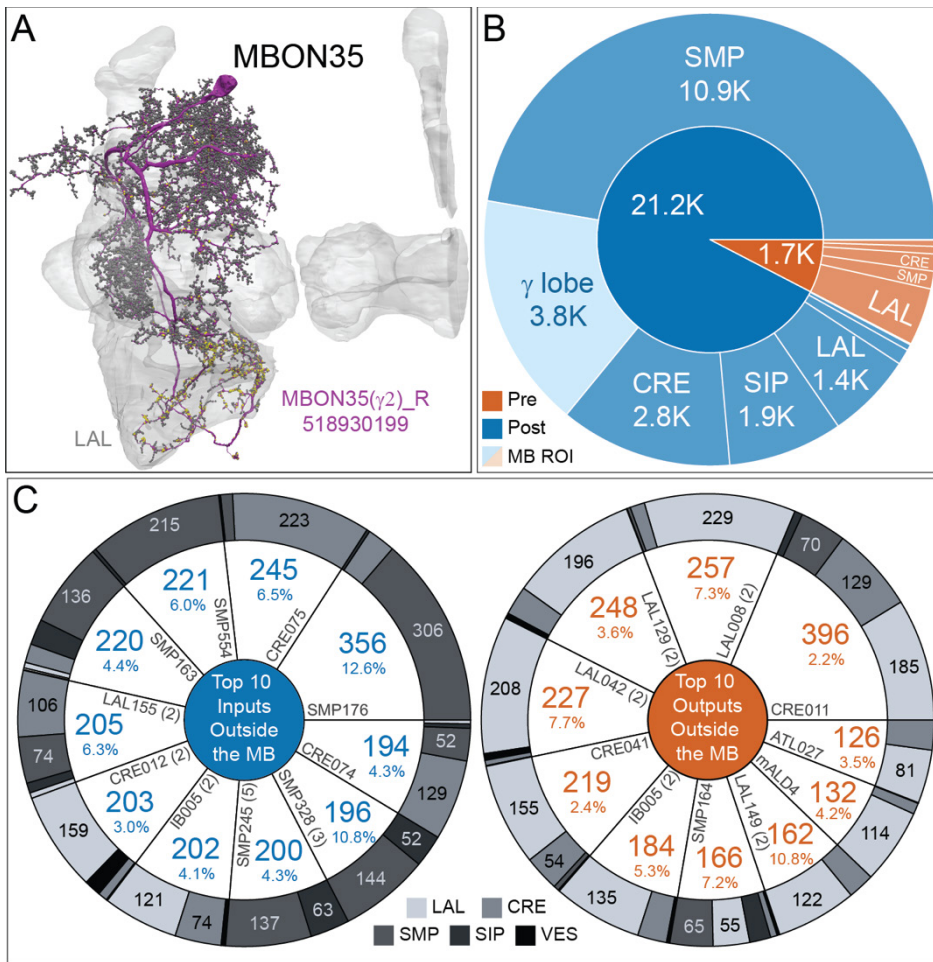 A
MBON35
LAL
MBON35(γ2)_R
518930199
B
SMP
10.9K
21.2K
1.7K
CRE
SMP
LAL
γ lobe
3.8K
LAL
1.4K
CRE
2.8K
SIP
1.9K
Pre
Post
MB ROI
C
Top 10
Inputs
Outside
the MB
SMP176
356
12.6%
306
CRE075
245
6.5%
223
SMP554
221
6.0%
215
SMP163
220
4.4%
136
LAL155 (2)
205
6.3%
106
74
CRE012 (2)
203
3.0%
159
IB005 (2)
202
4.1%
121
74
SMP245 (5)
200
4.3%
137
63
SMP328 (3)
196
10.8%
144
52
CRE074
194
4.3%
129
52
Top 10
Outputs
Outside
the MB
CRE011
396
2.2%
185
129
70
LAL008 (2)
257
7.3%
229
LAL129 (2)
248
3.6%
196
LAL042 (2)
227
7.7%
208
CRE041
219
2.4%
155
54
IB005 (2)
184
5.3%
135
SMP164
166
7.2%
65
55
LAL149 (2)
162
10.8%
122
mALD4
132
4.2%
114
ATL027
126
3.5%
81
LAL
CRE
SMP
SIP
VES